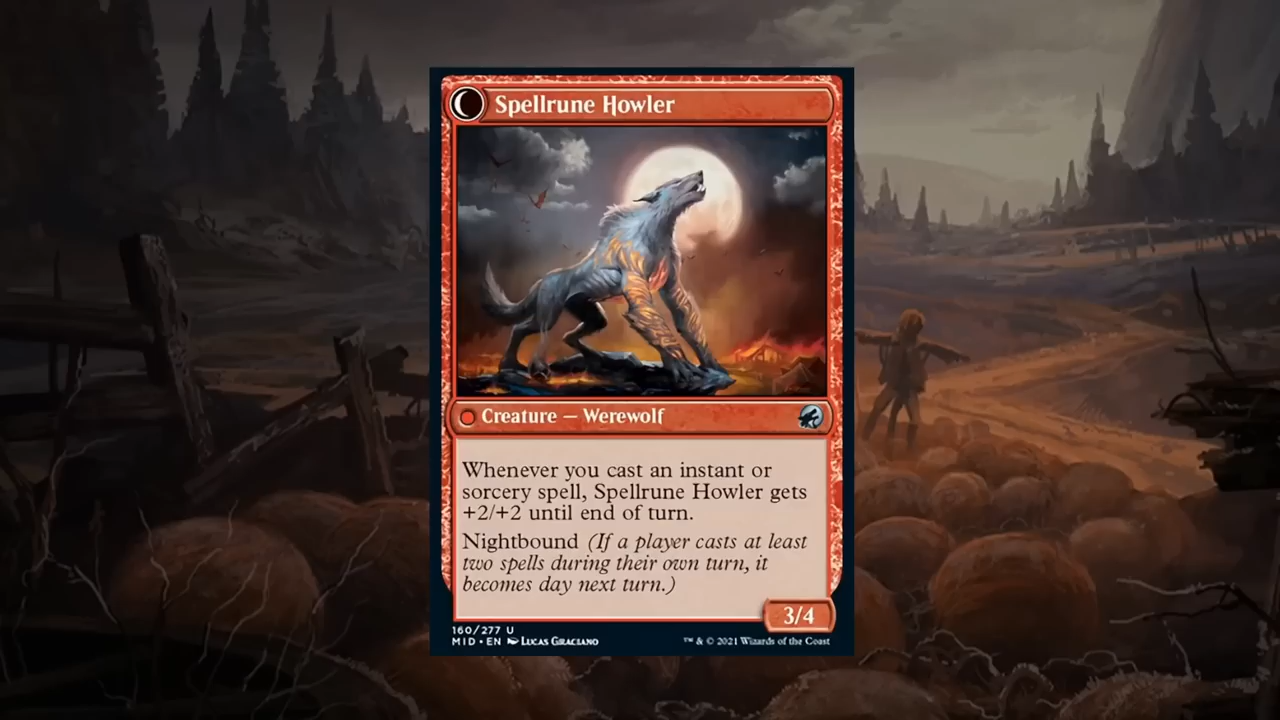 Spellrune Howler
Creature — Werewolf
Whenever you cast an instant or
sorcery spell, Spellrune Howler gets
+2/+2 until end of turn.
Nightbound (If a player casts at least
two spells during their own turn, it
becomes day next turn.)
3/4
160/277 U
MID • EN Lucas Graciano
™ & © 2021 Wizards of the Coast